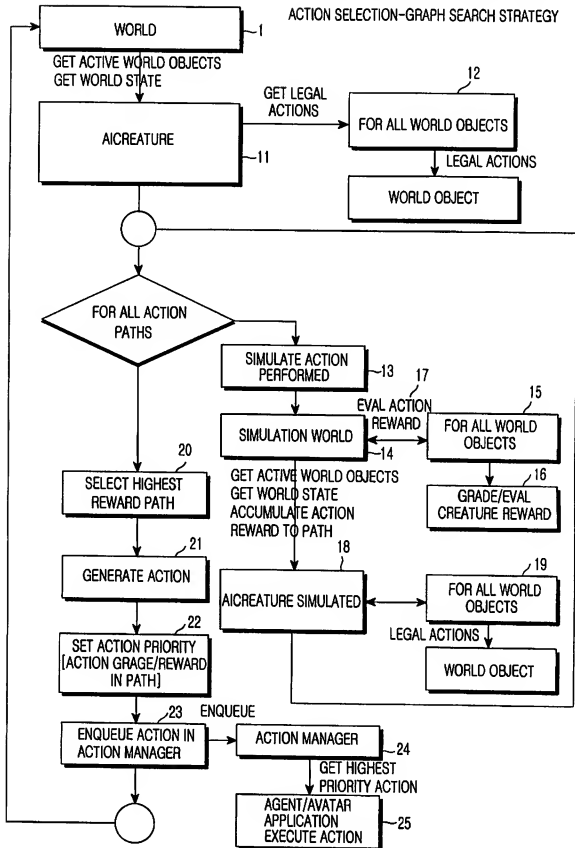 ACTION SELECTION-GRAPH SEARCH STRATEGY
WORLD
1
GET ACTIVE WORLD OBJECTS
GET WORLD STATE
AICREATURE
11
GET LEGAL
ACTIONS
12
FOR ALL WORLD OBJECTS
LEGAL ACTIONS
WORLD OBJECT
FOR ALL ACTION
PATHS
SIMULATE ACTION
PERFORMED
13
SIMULATION WORLD
14
17
EVAL ACTION
REWARD
15
FOR ALL WORLD
OBJECTS
16
GRADE/EVAL
CREATURE REWARD
GET ACTIVE WORLD OBJECTS
GET WORLD STATE
ACCUMULATE ACTION
REWARD TO PATH
18
AICREATURE SIMULATED
19
FOR ALL WORLD
OBJECTS
LEGAL ACTIONS
WORLD OBJECT
20
SELECT HIGHEST
REWARD PATH
21
GENERATE ACTION
22
SET ACTION PRIORITY
[ACTION GRAGE/REWARD
IN PATH]
23
ENQUEUE ACTION IN
ACTION MANAGER
ENQUEUE
ACTION MANAGER
24
GET HIGHEST
PRIORITY ACTION
AGENT/AVATAR
APPLICATION
EXECUTE ACTION
25